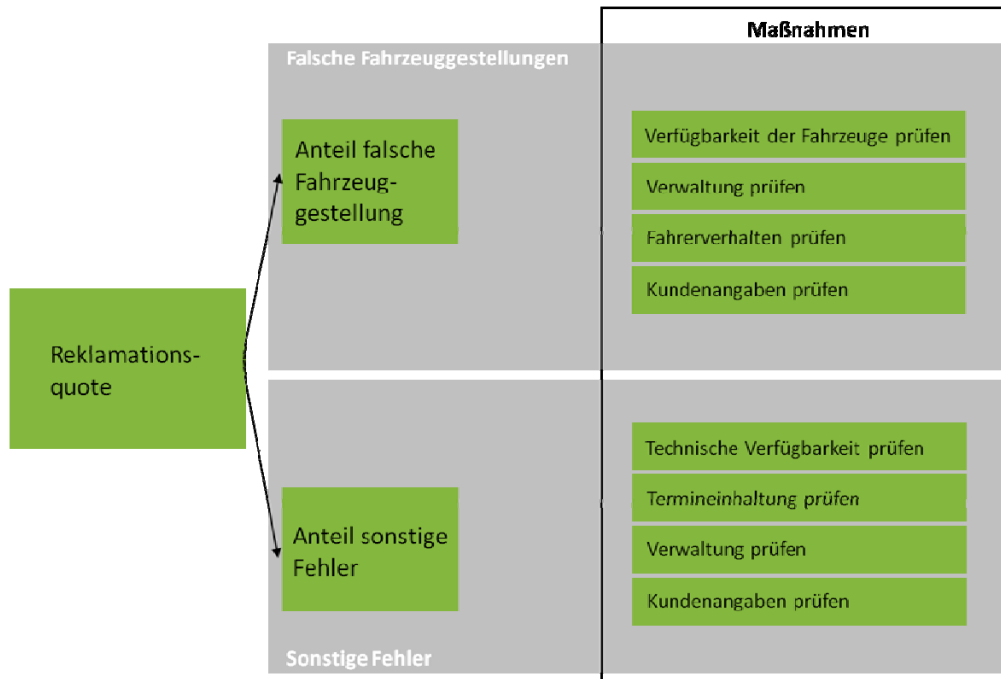 Maßnahmen
Falsche Fahrzeuggestellungen
Anteil falsche
Fahrzeug-
gestellung
Verfügbarkeit der Fahrzeuge prüfen
Verwaltung prüfen
Fahrerverhalten prüfen
Kundenangaben prüfen
Reklamations-
quote
Technische Verfügbarkeit prüfen
Termineinhaltung prüfen
Verwaltung prüfen
Kundenangaben prüfen
Anteil sonstige
Fehler
Sonstige Fehler